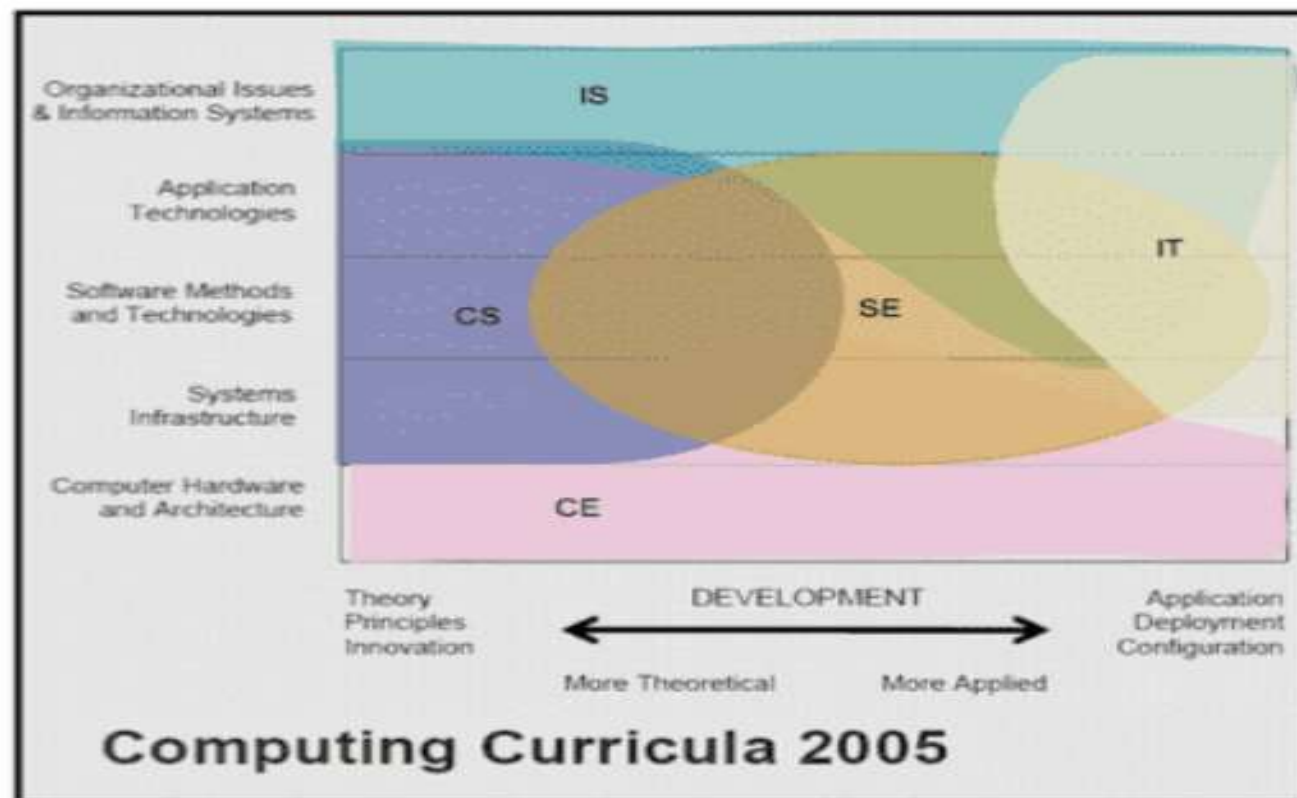 Organizational Issues
& Information Systems
IS
Application
Technologies
IT
Software Methods
and Technologies
CS
SE
Systems
Infrastructure
Computer Hardware
and Architecture
CE
Theory
Principles
Innovation
DEVELOPMENT
Application
Deployment
Configuration
More Theoretical
More Applied
Computing Curricula 2005